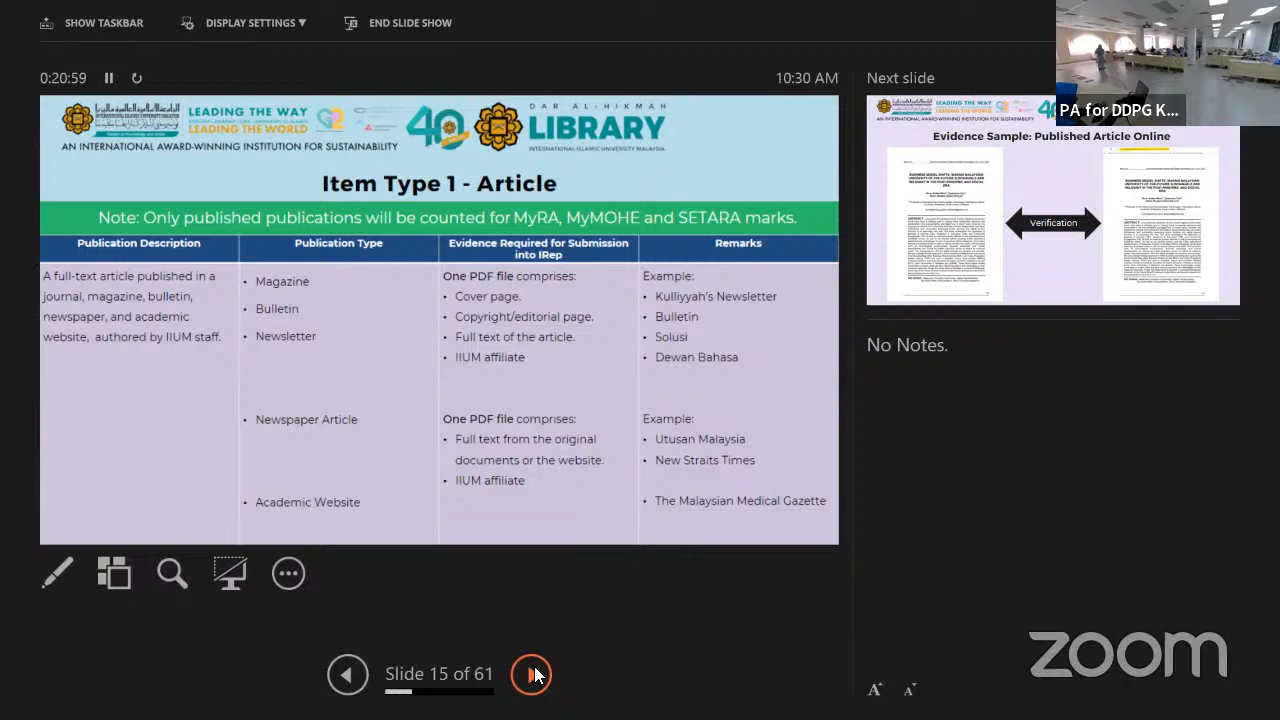 SHOW TASKBAR
DISPLAY SETTINGS ▼
END SLIDE SHOW
0:20:59
10:30 AM
Next slide
PA for DDPG K...
LEADING THE WAY
LEADING THE WORLD
AN INTERNATIONAL AWARD-WINNING INSTITUTION FOR SUSTAINABILITY
DAR AL-HIKMAH
LIBRARY
INTERNATIONAL ISLAMIC UNIVERSITY MALAYSIA
Item Type – Article
Note: Only published publications will be counted for MyRA, MyMOHE and SETARA marks.
Publication Description
Publication Type
Required for Submission
into IRep
A full-text article published in a
journal, magazine, bulletin,
newspaper, and academic
website, authored by IIUM staff.
• Magazine
• Bulletin
• Newsletter
• Newspaper Article
• Academic Website
One PDF file comprises:
• Cover page.
• Copyright/editorial page.
• Full text of the article.
• IIUM affiliate
One PDF file comprises:
• Full text from the original
documents or the website.
• IIUM affiliate
Example:
• Kulliyyah's Newsletter
• Bulletin
• Solusi
• Dewan Bahasa
Example:
• Utusan Malaysia
• New Straits Times
• The Malaysian Medical Gazette
LEADING THE WAY
LEADING THE WORLD
Evidence Sample: Published Article Online
Verification
No Notes.
Slide 15 of 61
A A
zoom